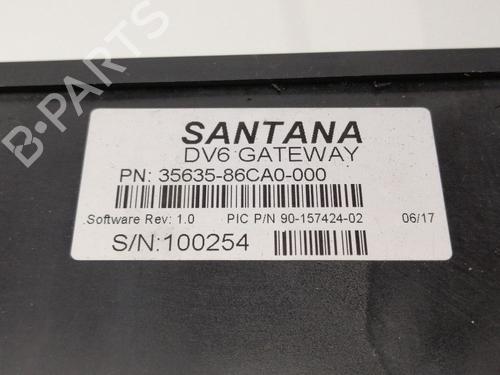 SANTANA
DV6 GATEWAY
PN: 35635-86CA0-000
Software Rev: 1.0 PIC P/N 90-157424-02 06/17
S/N:100254
B-PARTS